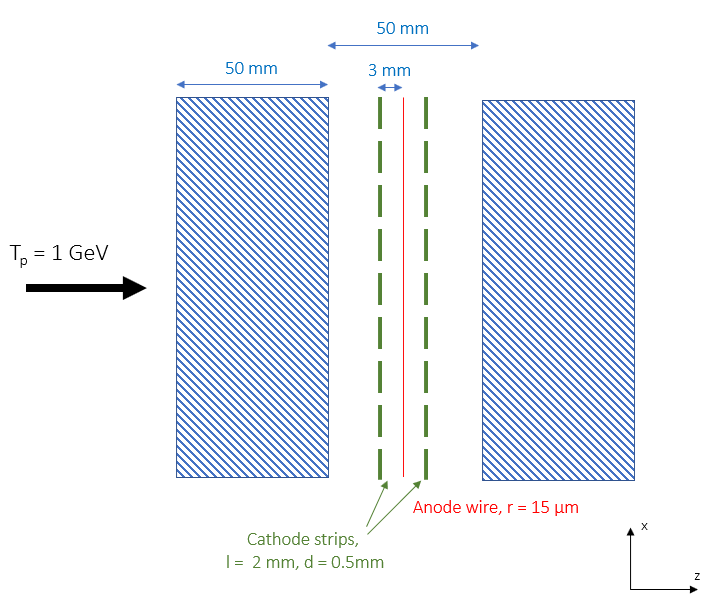 50 mm
50 mm
3 mm
Tp = 1 GeV
Anode wire, r = 15 µm
Cathode strips,
l =  2 mm, d = 0.5mm
x
z